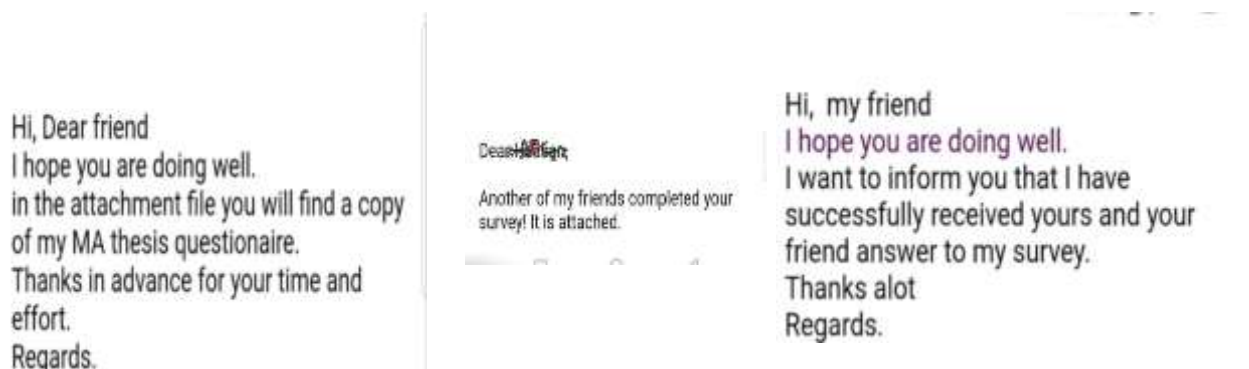 Hi, Dear friend
I hope you are doing well.
in the attachment file you will find a copy
of my MA thesis questionaire.
Thanks in advance for your time and
effort.
Regards.
Dear
Another of my friends completed your
survey! It is attached.
Hi, my friend
I hope you are doing well.
I want to inform you that I have
successfully received yours and your
friend answer to my survey.
Thanks alot
Regards.